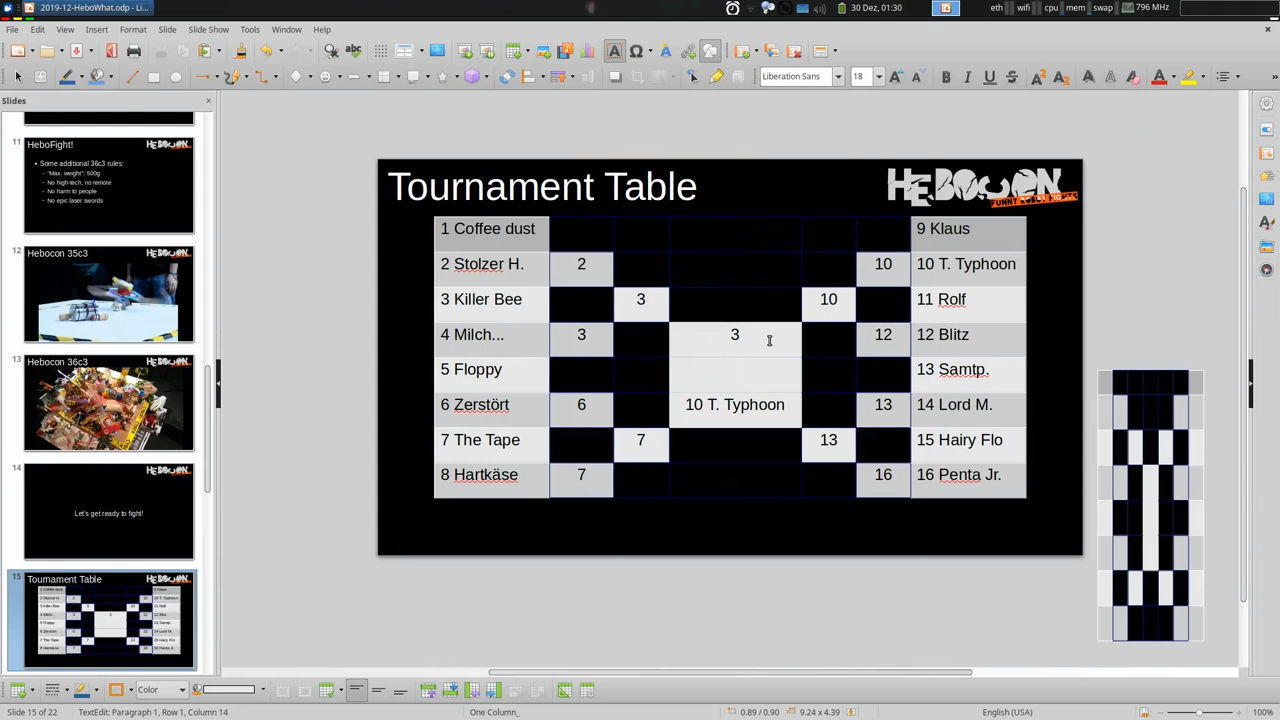 2019-12-HeboWhat.odp - Li...
30 Dez, 01:30
eth
wifi
cpu
mem
swap
796 MHz
File Edit View Insert Format Slide Slide Show Tools Window Help
Liberation Sans
18
Slides
11
HeboFight!
HEBOCON
Some additional 36c3 rules:
"Max. weight": 500g
No high-tech, no remote
No harm to people
No epic laser swords
12
Hebocon 35c3
HEBOCON
13
Hebocon 36c3
HEBOCON
14
Let's get ready to fight!
15
Tournament Table
HEBOCON
Tournament Table
HEBOCON
1 Coffee dust 9 Klaus
2 Stolzer H. 2 10 10 T. Typhoon
3 Killer Bee 3 10 11 Rolf
4 Milch... 3 3 12 12 Blitz
5 Floppy 13 Samtp.
6 Zerstört 6 10 T. Typhoon 13 14 Lord M.
7 The Tape 7 13 15 Hairy Flo
8 Hartkäse 7 16 16 Penta Jr.
Color
Slide 15 of 22
TextEdit: Paragraph 1, Row 1, Column 14
One Column_
0.89 / 0.90
9.24 x 4.39
English (USA)
100%